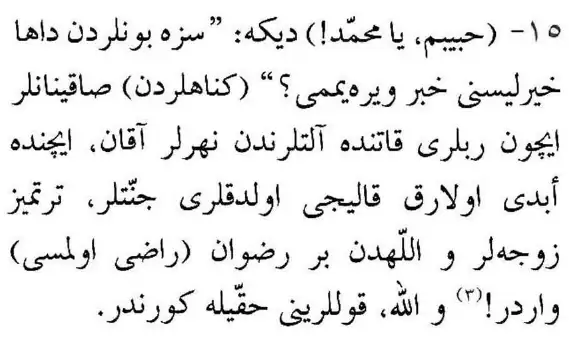 ١٥- (حبيبم، يا محمّد!) ديكه: ”سزه بونلردن داها
خيرليسنى خبر ويره‌يممى؟“ (كناهلردن) صاقينانلر
ايچون ربلرى قاتنده آلتلرندن نهرلر آقان، ايچنده
أبدى اولارق قاليجى اولدقلرى جنّتلر، ترتميز
زوجه‌لر و اللّهدن بر رضوان (راضى اولمسى)
واردر!(٣) و الله، قوللرينى حقّيله كورندر.